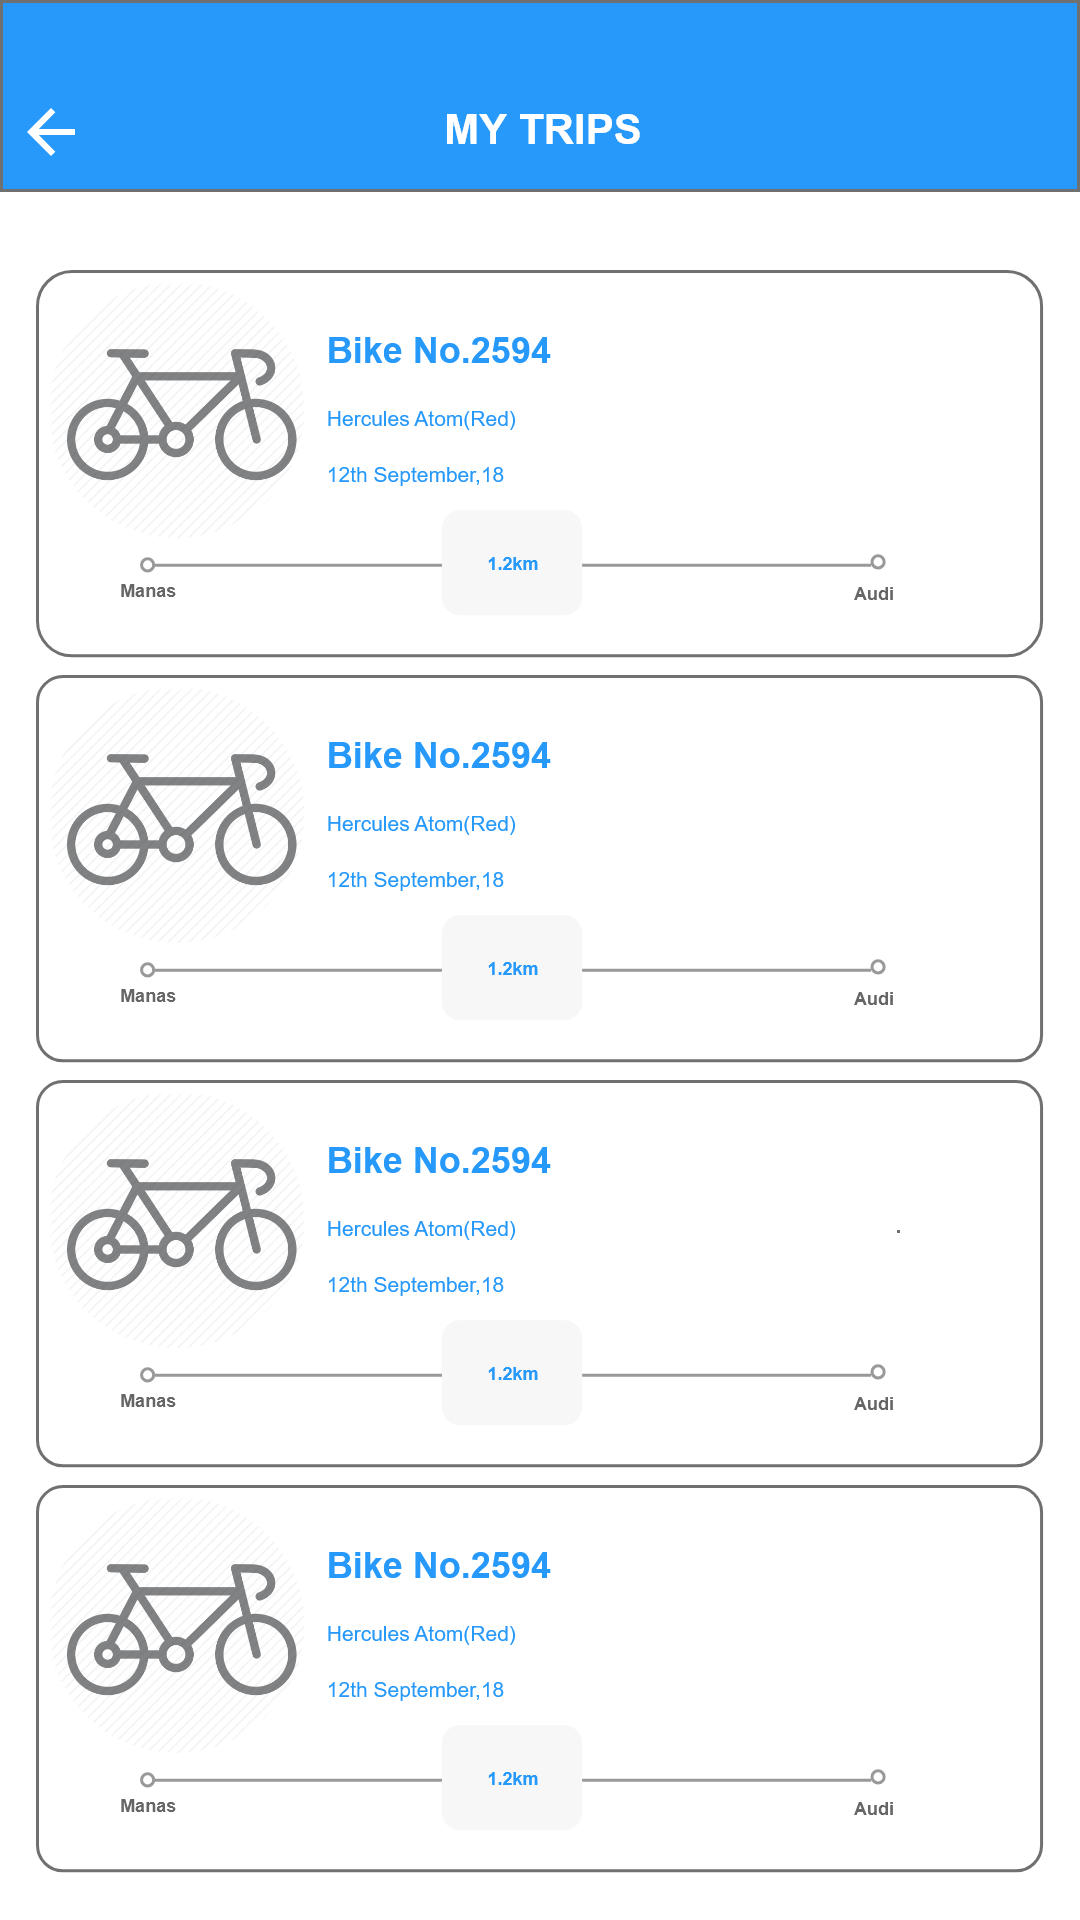 MY TRIPS
Bike No.2594
Hercules Atom(Red)
12th September,18
1.2km
Manas
Audi
Bike No.2594
Hercules Atom(Red)
12th September,18
1.2km
Manas
Audi
Bike No.2594
Hercules Atom(Red)
.
12th September,18
1.2km
Manas
Audi
Bike No.2594
Hercules Atom(Red)
12th September,18
1.2km
Manas
Audi